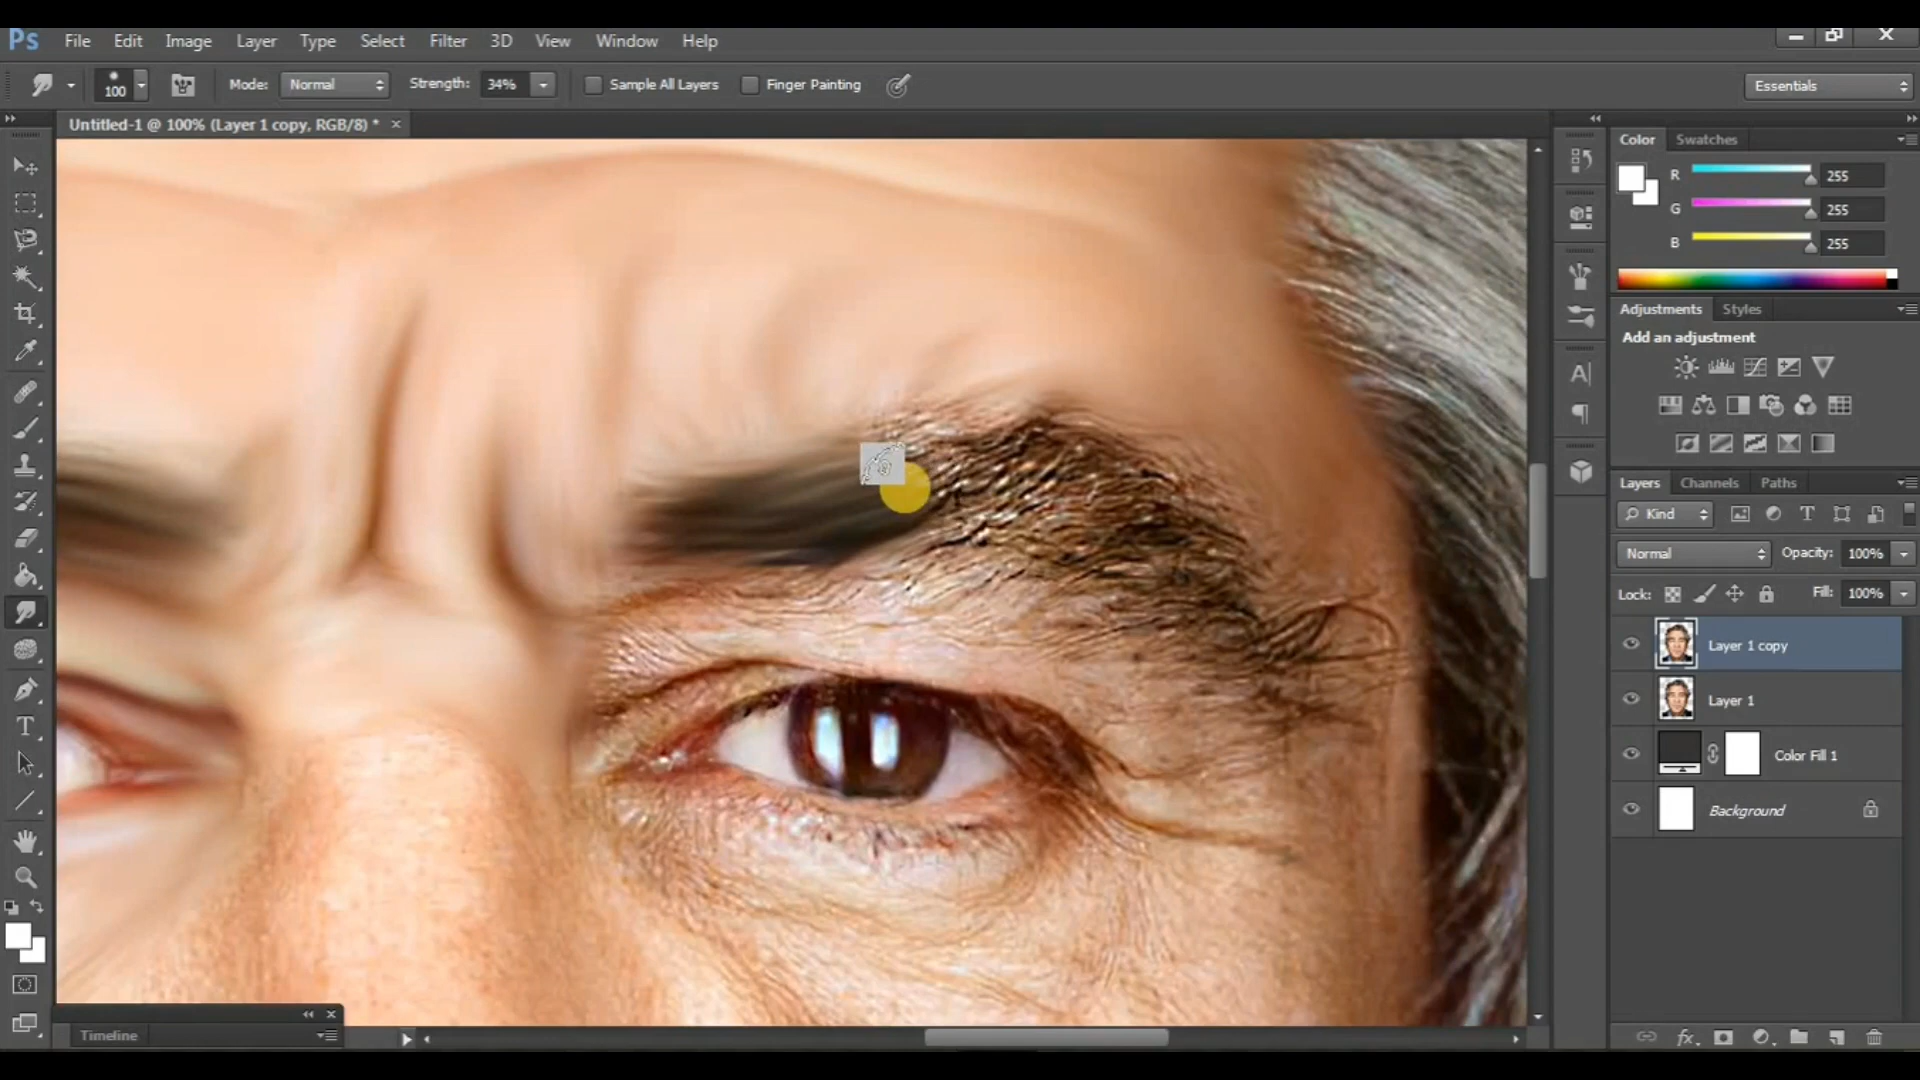 Ps File Edit Image Layer Type Select Filter 3D View Window Help
100 Mode: Normal Strength: 34% Sample All Layers Finger Painting Essentials
Untitled-1 @ 100% (Layer 1 copy, RGB/8) * ×
Color Swatches
R 255
G 255
B 255
Adjustments Styles
Add an adjustment
Layers Channels Paths
Kind
Normal Opacity: 100%
Lock: Fill: 100%
Layer 1 copy
Layer 1
Color Fill 1
Background
Timeline